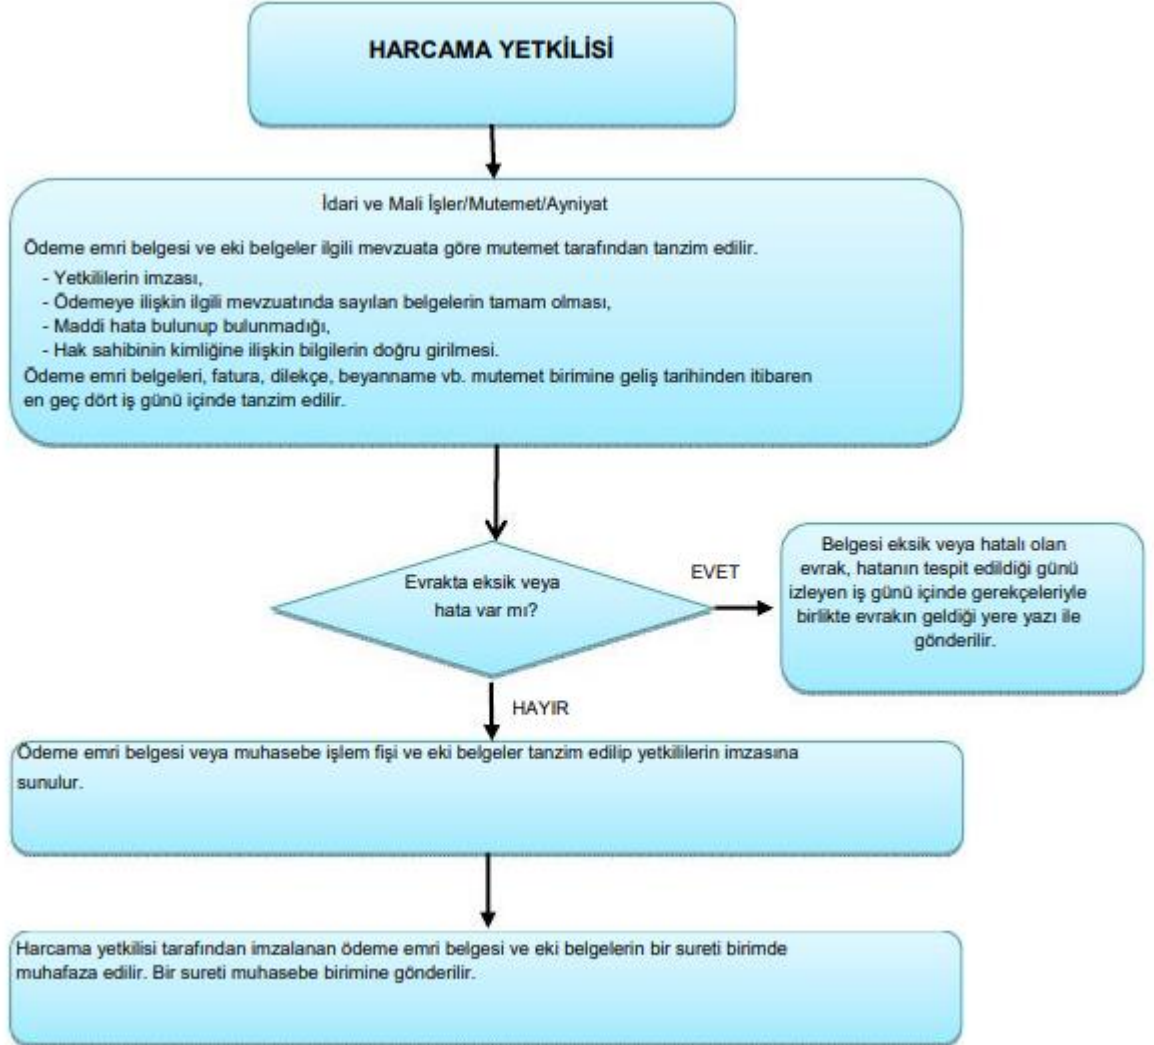 HARCAMA YETKİLİSİ
İdari ve Mali İşler/Mutemet/Ayniyat
Ödeme emri belgesi ve eki belgeler ilgili mevzuata göre mutemet tarafından tanzim edilir.
- Yetkililerin imzası,
- Ödemeye ilişkin ilgili mevzuatında sayılan belgelerin tamam olması,
- Maddi hata bulunup bulunmadığı,
- Hak sahibinin kimliğine ilişkin bilgilerin doğru girilmesi.
Ödeme emri belgeleri, fatura, dilekçe, beyanname vb. mutemet birimine geliş tarihinden itibaren
en geç dört iş günü içinde tanzim edilir.
Evrakta eksik veya
hata var mı?
EVET
Belgesi eksik veya hatalı olan
evrak, hatanın tespit edildiği günü
izleyen iş günü içinde gerekçeleriyle
birlikte evrakın geldiği yere yazı ile
gönderilir.
HAYIR
Ödeme emri belgesi veya muhasebe işlem fişi ve eki belgeler tanzim edilip yetkililerin imzasına
sunulur.
Harcama yetkilisi tarafından imzalanan ödeme emri belgesi ve eki belgelerin bir sureti birimde
muhafaza edilir. Bir sureti muhasebe birimine gönderilir.